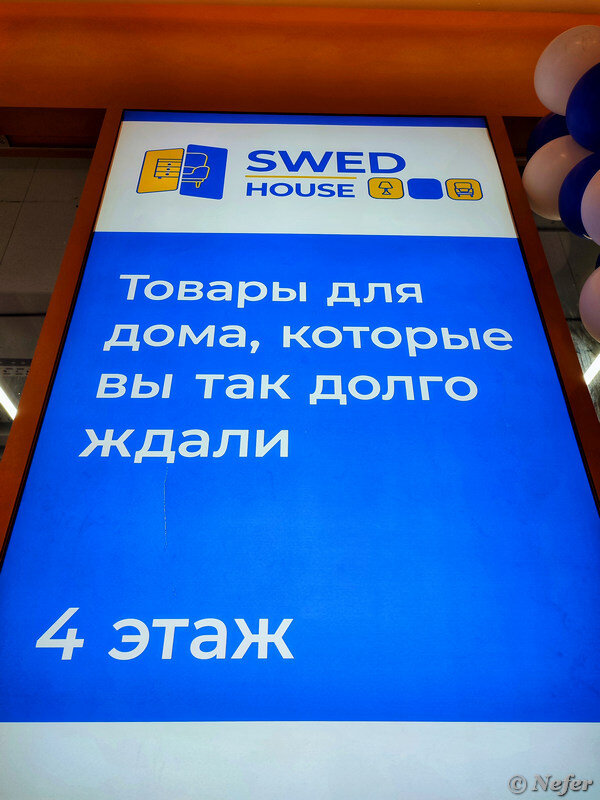 SWED
HOUSE
Товары для
дома, которые
вы так долго
ждали
4 этаж
© Nefer